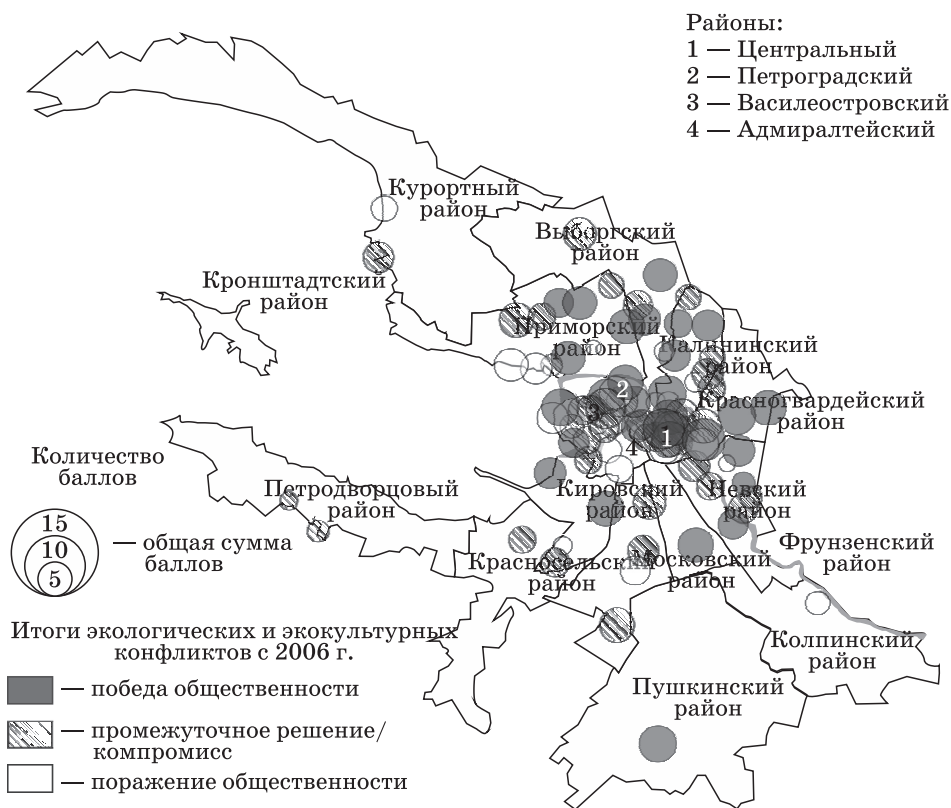 Районы:
1 — Центральный
2 — Петроградский
3 — Василеостровский
4 — Адмиралтейский
Курортный
район
Выборгский
район
Кронштадтский
район
Приморский
район
Калининский
район
2
Красногвардейский
район
3
1
4
Количество
баллов
15
10
5
— общая сумма
баллов
Петродворцовый
район
Кировский
район
Невский
район
Фрунзенский
район
Красносельский
район
Московский
район
Колпинский
район
Пушкинский
район
Итоги экологических и экокультурных
конфликтов с 2006 г.
— победа общественности
— промежуточное решение/
компромисс
— поражение общественности